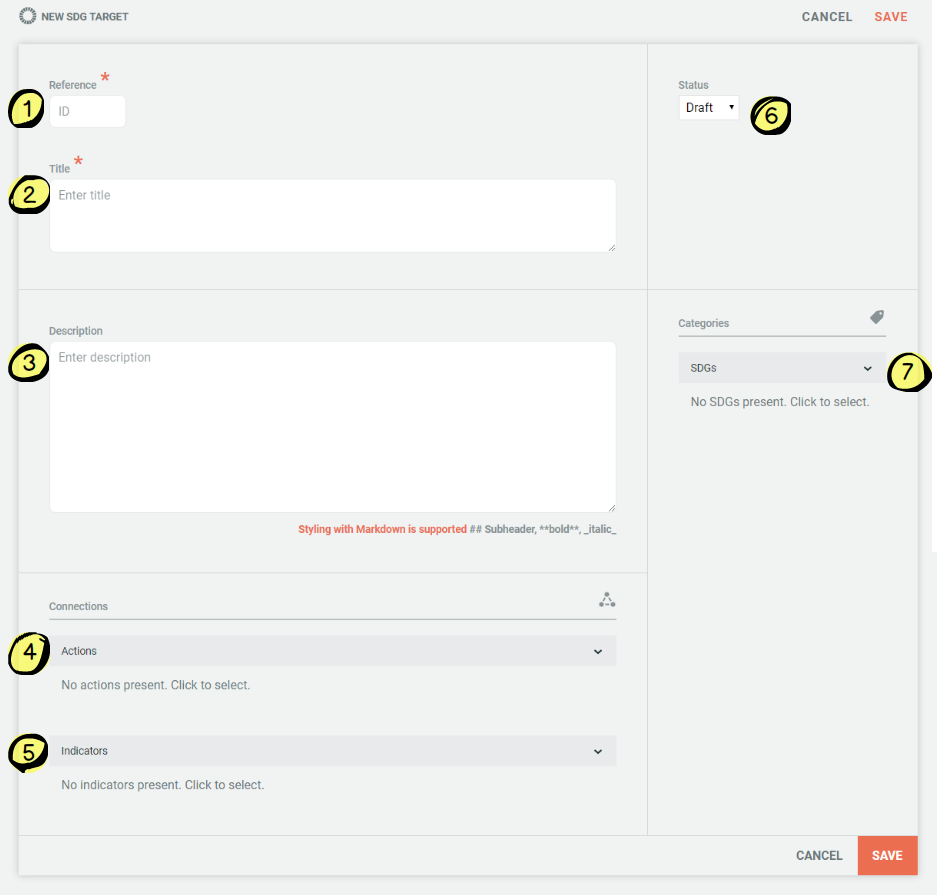 NEW SDG TARGET
CANCEL SAVE
Reference *
1
ID
Title *
2
Enter title
Status
Draft
6
Description
3
Enter description
Styling with Markdown is supported ## Subheader, **bold**, _italic_
Categories
SDGs
7
No SDGs present. Click to select.
Connections
4
Actions
No actions present. Click to select.
5
Indicators
No indicators present. Click to select.
CANCEL SAVE